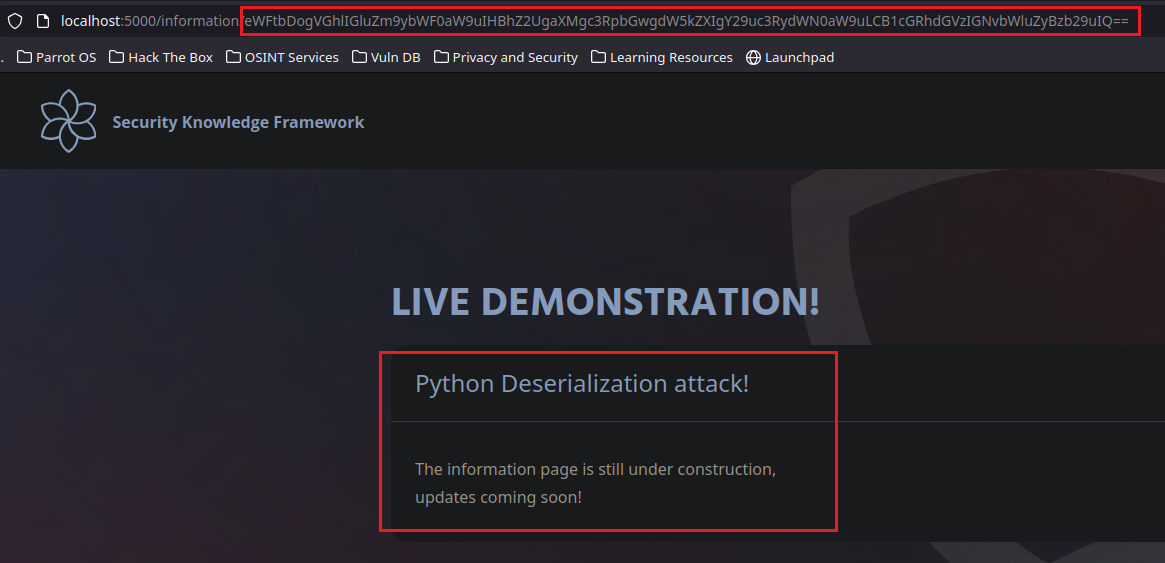 localhost:5000/information/eWFtbDogVGhlIGluZm9ybWF0aW9uIHBhZ2UgaXMgc3RpbGwgdW5kZXIgY29uc3RydWN0aW9uLCB1cGRhdGVzIGNvbWluZyBzb29uIQ==
. Parrot OS Hack The Box OSINT Services Vuln DB Privacy and Security Learning Resources Launchpad
Security Knowledge Framework
LIVE DEMONSTRATION!
Python Deserialization attack!
The information page is still under construction,
updates coming soon!